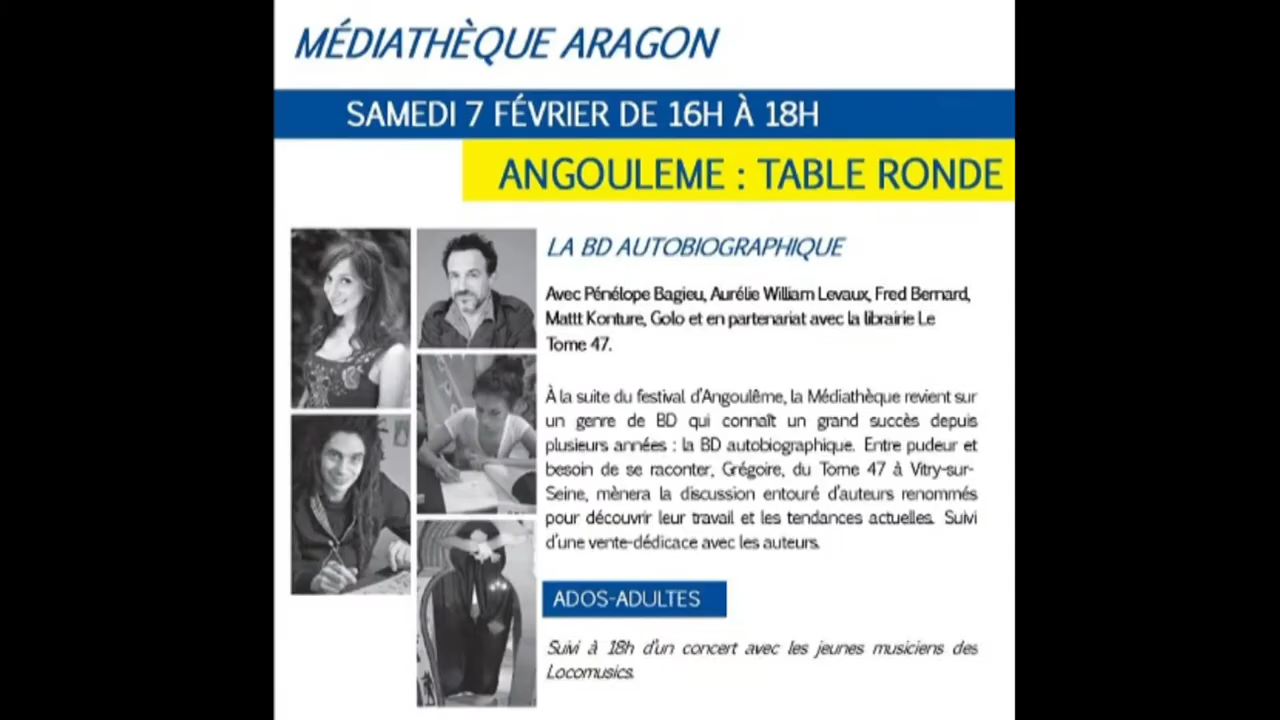 MÉDIATHÈQUE ARAGON
SAMEDI 7 FÉVRIER DE 16H À 18H
ANGOULEME : TABLE RONDE
LA BD AUTOBIOGRAPHIQUE
Avec Pénélope Bagieu, Aurélie William Levaux, Fred Bernard,
Mattt Konture, Golo et en partenariat avec la librairie Le
Tome 47.
À la suite du festival d'Angoulême, la Médiathèque revient sur
un genre de BD qui connaît un grand succès depuis
plusieurs années : la BD autobiographique. Entre pudeur et
besoin de se raconter, Grégoire, du Tome 47 à Vitry-sur-
Seine, mènera la discussion entouré d'auteurs renommés
pour découvrir leur travail et les tendances actuelles. Suivi
d'une vente-dédicace avec les auteurs.
ADOS-ADULTES
Suivi à 18h d'un concert avec les jeunes musiciens des
Locomusics.